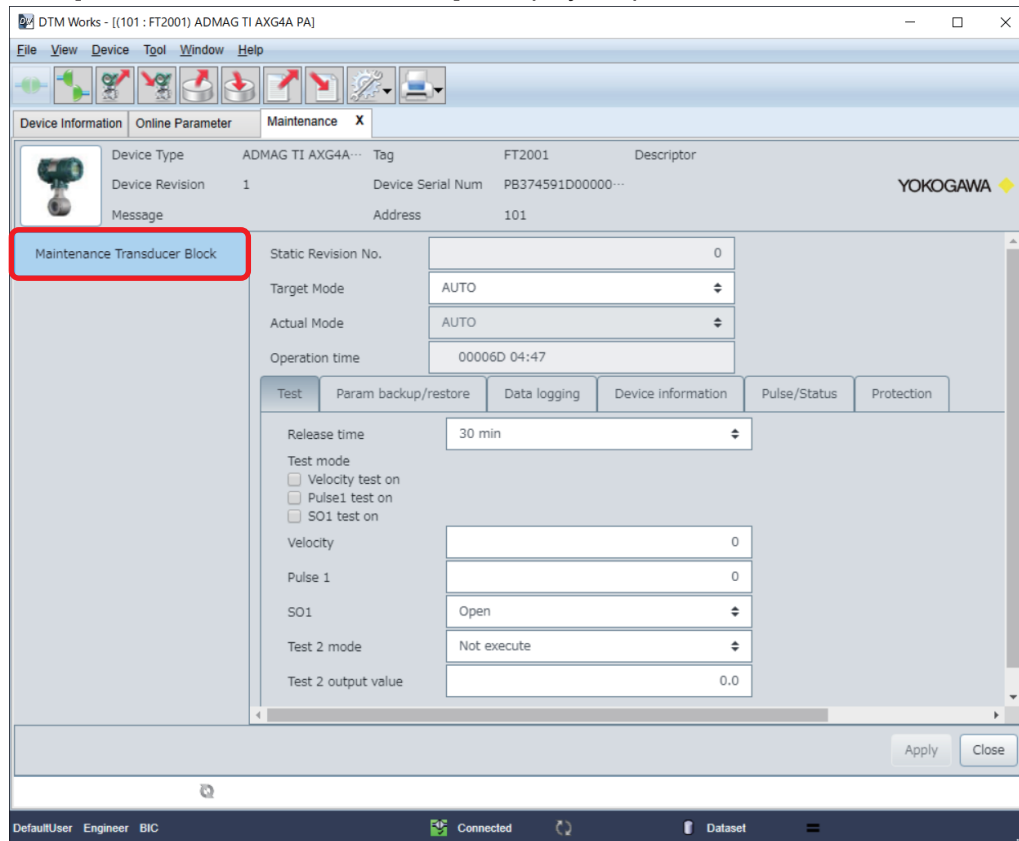 DTM Works - [(101 : FT2001) ADMAG TI AXG4A PA]
File View Device Tool Window Help
Device Information Online Parameter Maintenance X
Device Type ADMAG TI AXG4A··· Tag FT2001 Descriptor
Device Revision 1 Device Serial Num PB374591D00000··· YOKOGAWA
Message Address 101
Maintenance Transducer Block
Static Revision No. 0
Target Mode AUTO
Actual Mode AUTO
Operation time 00006D 04:47
Test Param backup/restore Data logging Device information Pulse/Status Protection
Release time 30 min
Test mode
Velocity test on
Pulse1 test on
SO1 test on
Velocity 0
Pulse 1 0
SO1 Open
Test 2 mode Not execute
Test 2 output value 0.0
Apply Close
DefaultUser Engineer BIC Connected Dataset